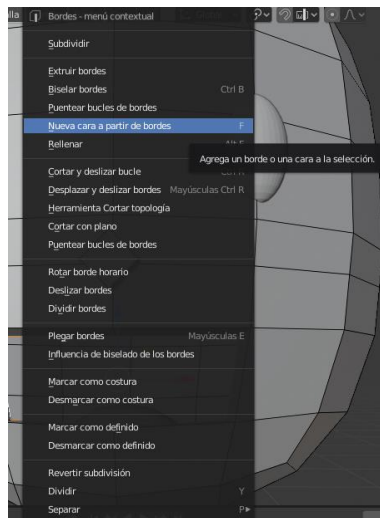 lla
Bordes - menú contextual
Subdividir
Extruir bordes
Biselar bordes Ctrl B
Puentear bucles de bordes
Nueva cara a partir de bordes F
Rellenar Alt F
Agrega un borde o una cara a la selección.
Cortar y deslizar bucle Ctrl R
Desplazar y deslizar bordes Mayúsculas Ctrl R
Herramienta Cortar topología
Cortar con plano
Puentear bucles de bordes
Rotar borde horario
Deslizar bordes
Dividir bordes
Plegar bordes Mayúsculas E
Influencia de biselado de los bordes
Marcar como costura
Desmarcar como costura
Marcar como definido
Desmarcar como definido
Revertir subdivisión
Dividir Y
Separar P